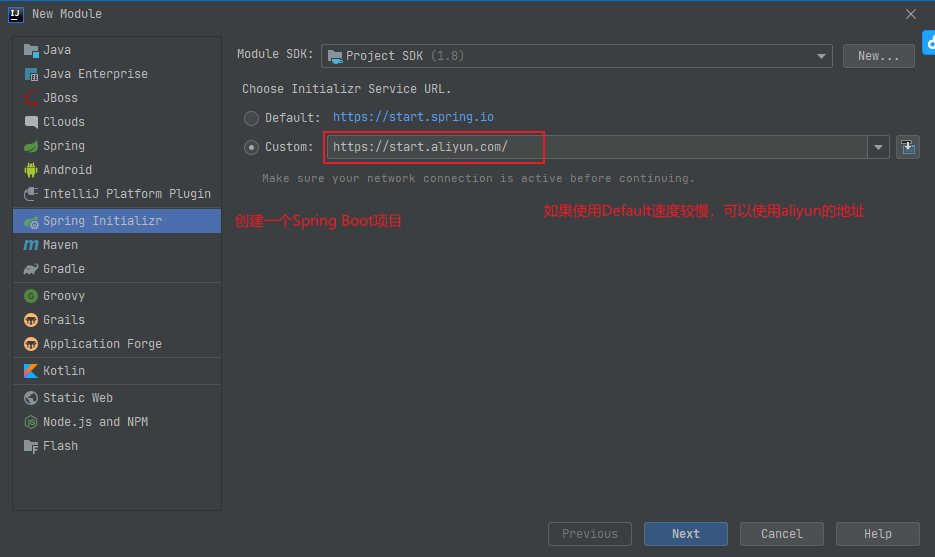 New Module
Java
Java Enterprise
JBoss
Clouds
Spring
Android
IntelliJ Platform Plugin
Spring Initializr
Maven
Gradle
Groovy
Grails
Application Forge
Kotlin
Static Web
Node.js and NPM
Flash
Module SDK: Project SDK (1.8) New...
Choose Initializr Service URL.
Default: https://start.spring.io
Custom: https://start.aliyun.com/
Make sure your network connection is active before continuing.
创建一个Spring Boot项目
如果使用Default速度较慢，可以使用aliyun的地址
Previous Next Cancel Help